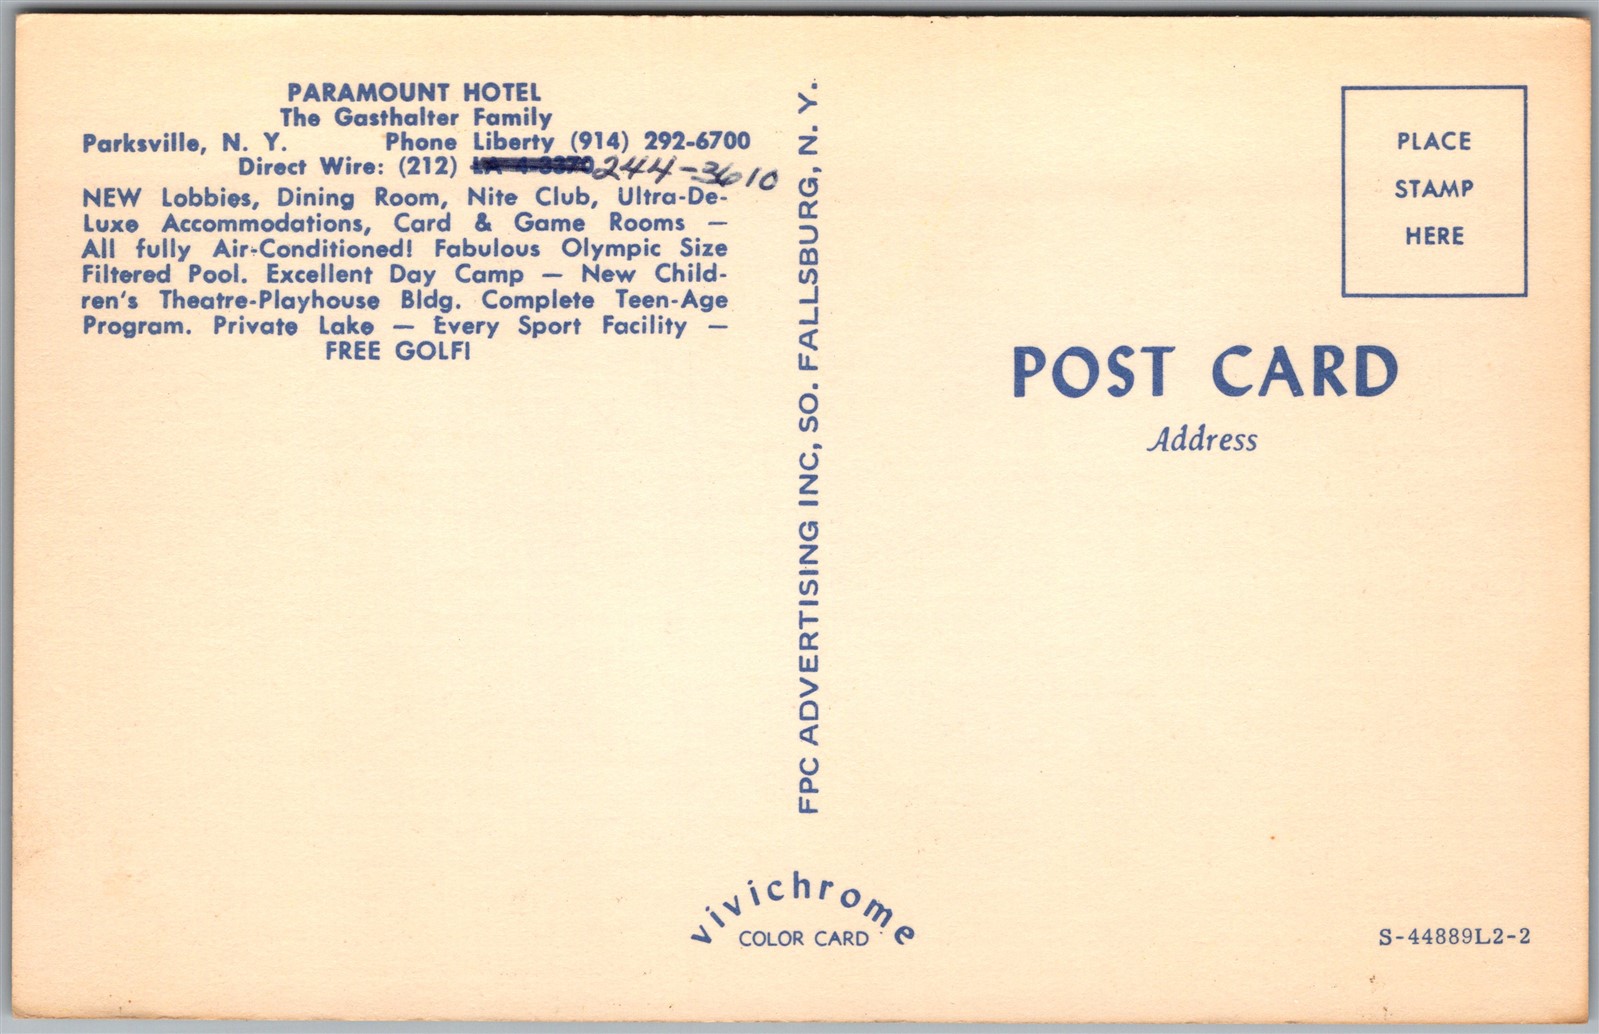 PARAMOUNT HOTEL
The Gasthalter Family
Parksville, N. Y. Phone Liberty (914) 292-6700
Direct Wire: (212) 244-3610
NEW Lobbies, Dining Room, Nite Club, Ultra-De-
Luxe Accommodations, Card & Game Rooms —
All fully Air-Conditioned! Fabulous Olympic Size
Filtered Pool. Excellent Day Camp — New Child-
ren's Theatre-Playhouse Bldg. Complete Teen-Age
Program. Private Lake — Every Sport Facility —
FREE GOLF!
FPC ADVERTISING INC, SO. FALLSBURG, N. Y.
vivichrome
COLOR CARD
PLACE
STAMP
HERE
POST CARD
Address
S-44889L2-2